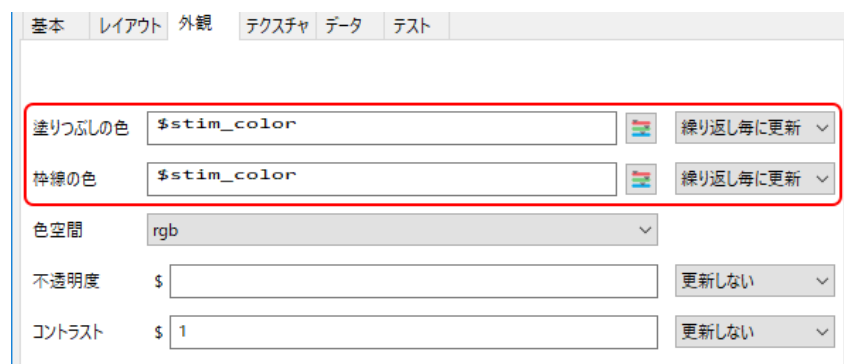 基本 レイアウト 外観 テクスチャ データ テスト
塗りつぶしの色 $stim_color 繰り返し毎に更新
枠線の色 $stim_color 繰り返し毎に更新
色空間 rgb
不透明度 $ 更新しない
コントラスト $ 1 更新しない